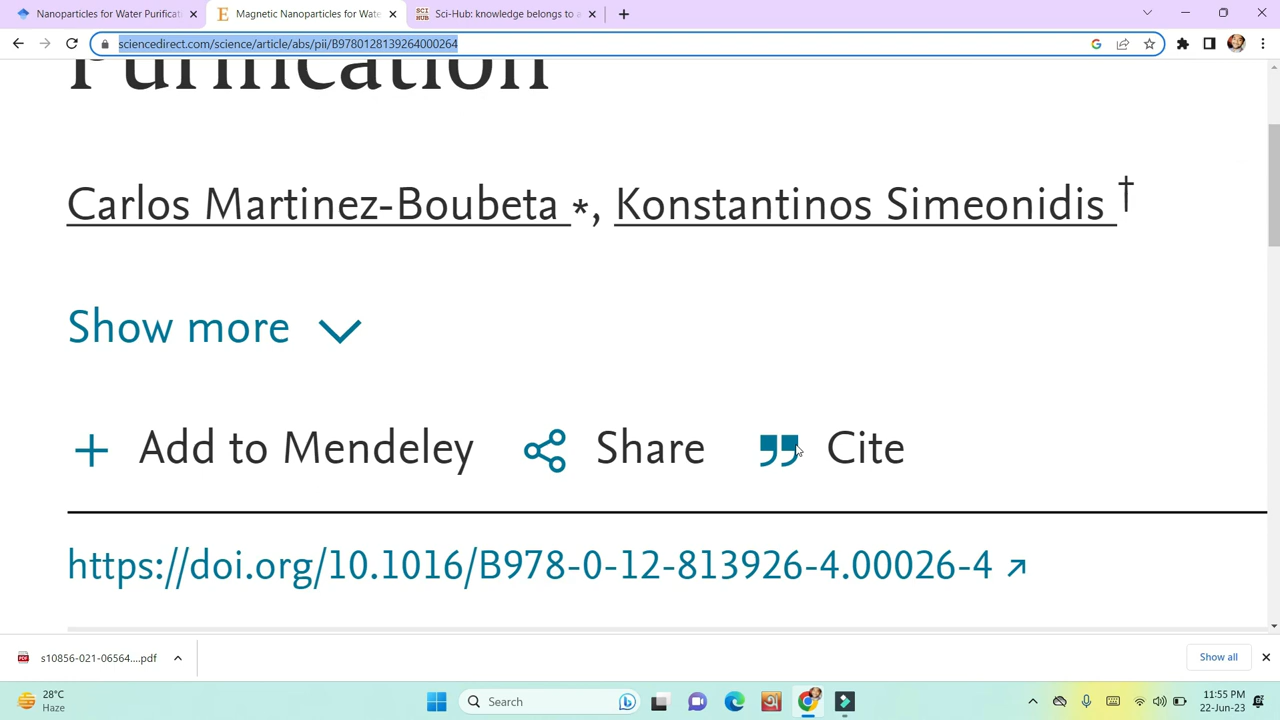 Nanoparticles for Water Purificat
Magnetic Nanoparticles for Wate
SCI HUB
Sci-Hub: knowledge belongs to
sciencedirect.com/science/article/abs/pii/B9780128139264000264
Purification
Carlos Martinez-Boubeta *, Konstantinos Simeonidis †
Show more
Add to Mendeley
Share
Cite
https://doi.org/10.1016/B978-0-12-813926-4.00026-4
s10856-021-06564....pdf
Show all
28°C
Haze
Search
11:55 PM
22-Jun-23